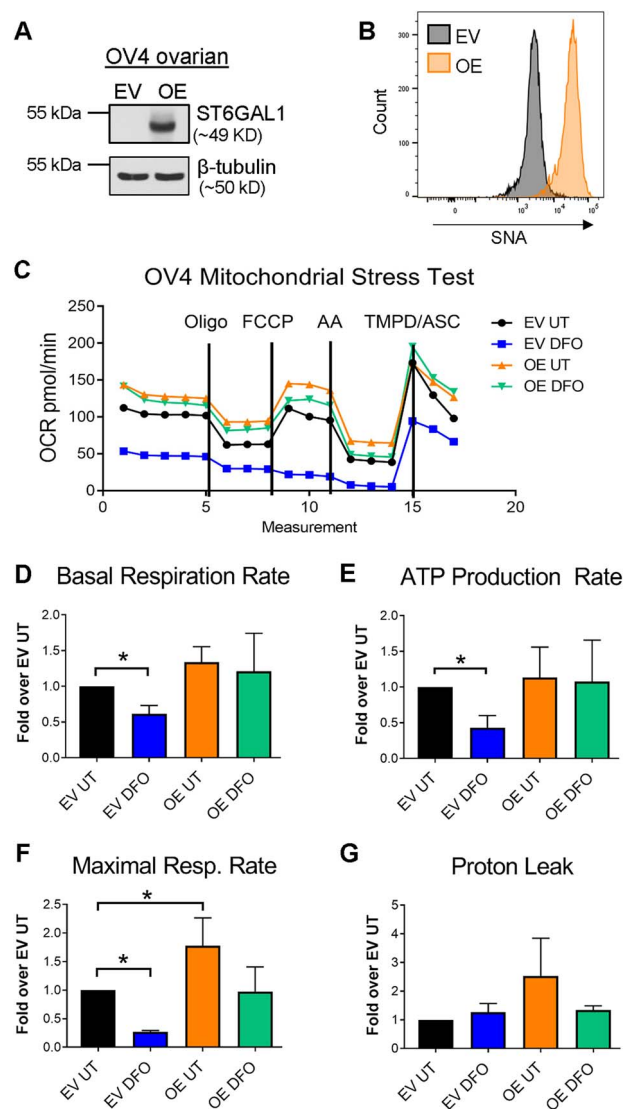 A
OV4 ovarian
EV OE
55 kDa
ST6GAL1
(~49 KD)
55 kDa
β-tubulin
(~50 kD)
B
EV
OE
Count
300
200
100
0
0 10³ 10⁴ 10⁵
SNA
C
OV4 Mitochondrial Stress Test
Oligo FCCP AA TMPD/ASC
EV UT
EV DFO
OE UT
OE DFO
OCR pmol/min
250
200
150
100
50
0
0 5 10 15 20
Measurement
D
Basal Respiration Rate
Fold over EV UT
2.0
1.5
1.0
0.5
0.0
*
EV UT EV DFO OE UT OE DFO
E
ATP Production Rate
Fold over EV UT
2.0
1.5
1.0
0.5
0.0
*
EV UT EV DFO OE UT OE DFO
F
Maximal Resp. Rate
Fold over EV UT
2.5
2.0
1.5
1.0
0.5
0.0
*
*
EV UT EV DFO OE UT OE DFO
G
Proton Leak
Fold over EV UT
5
4
3
2
1
0
EV UT EV DFO OE UT OE DFO